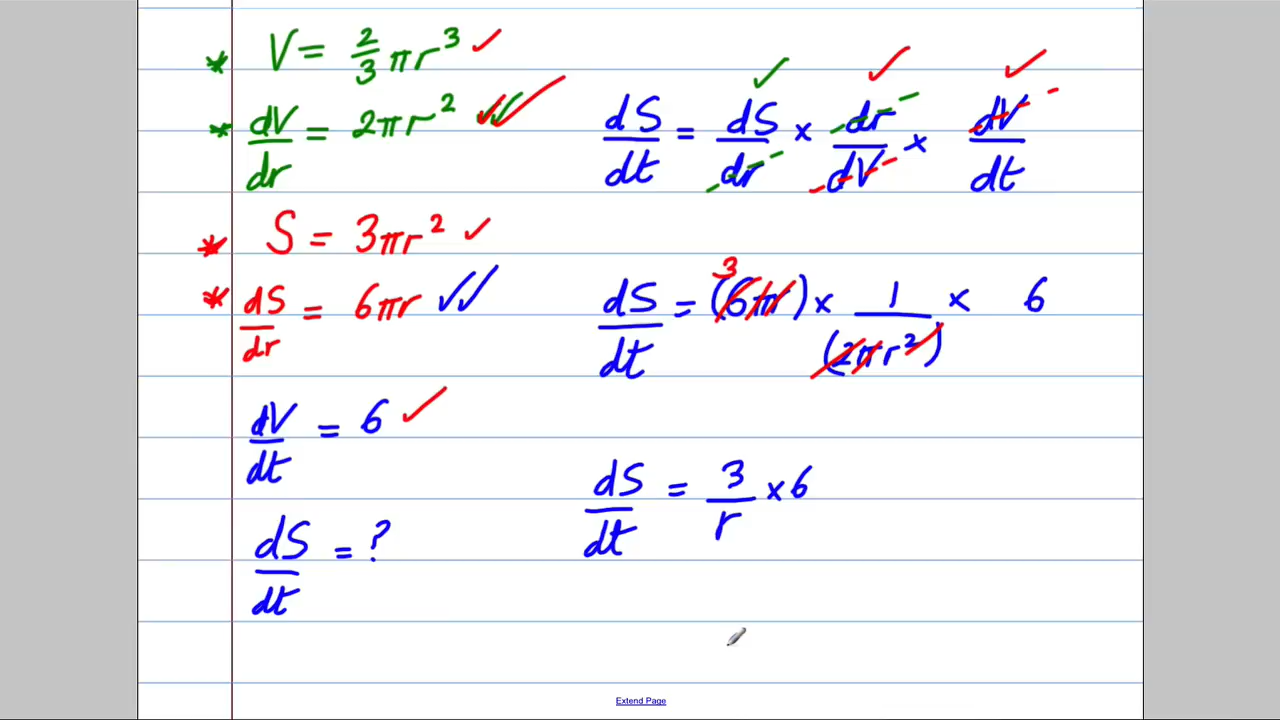 * V = 2/3 πr³ ✓
* dV/dr = 2πr² ✓✓
* S = 3πr² ✓
* dS/dr = 6πr ✓✓
dV/dt = 6 ✓
dS/dt = ?
dS/dt = dS/dr × dr/dV × dV/dt
dS/dt = (6πr) × 1/(2πr²) × 6
3
dS/dt = 3/r × 6
Extend Page